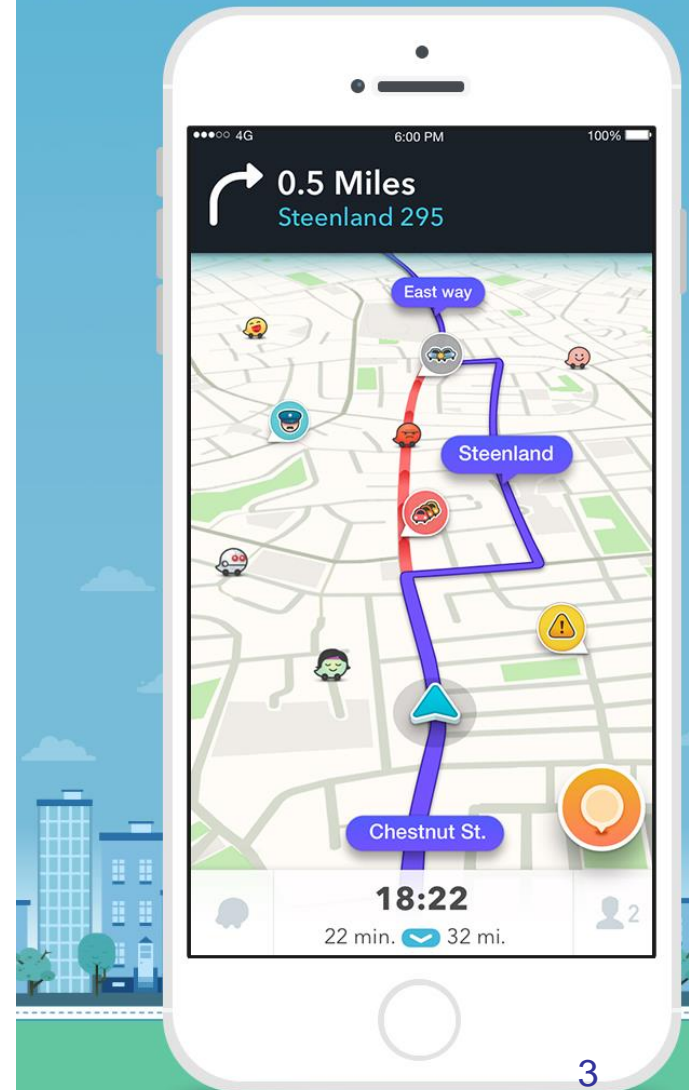 4G 6:00 PM 100%
0.5 Miles
Steenland 295
East way
Steenland
Chestnut St.
18:22
2
22 min. 32 mi.
3